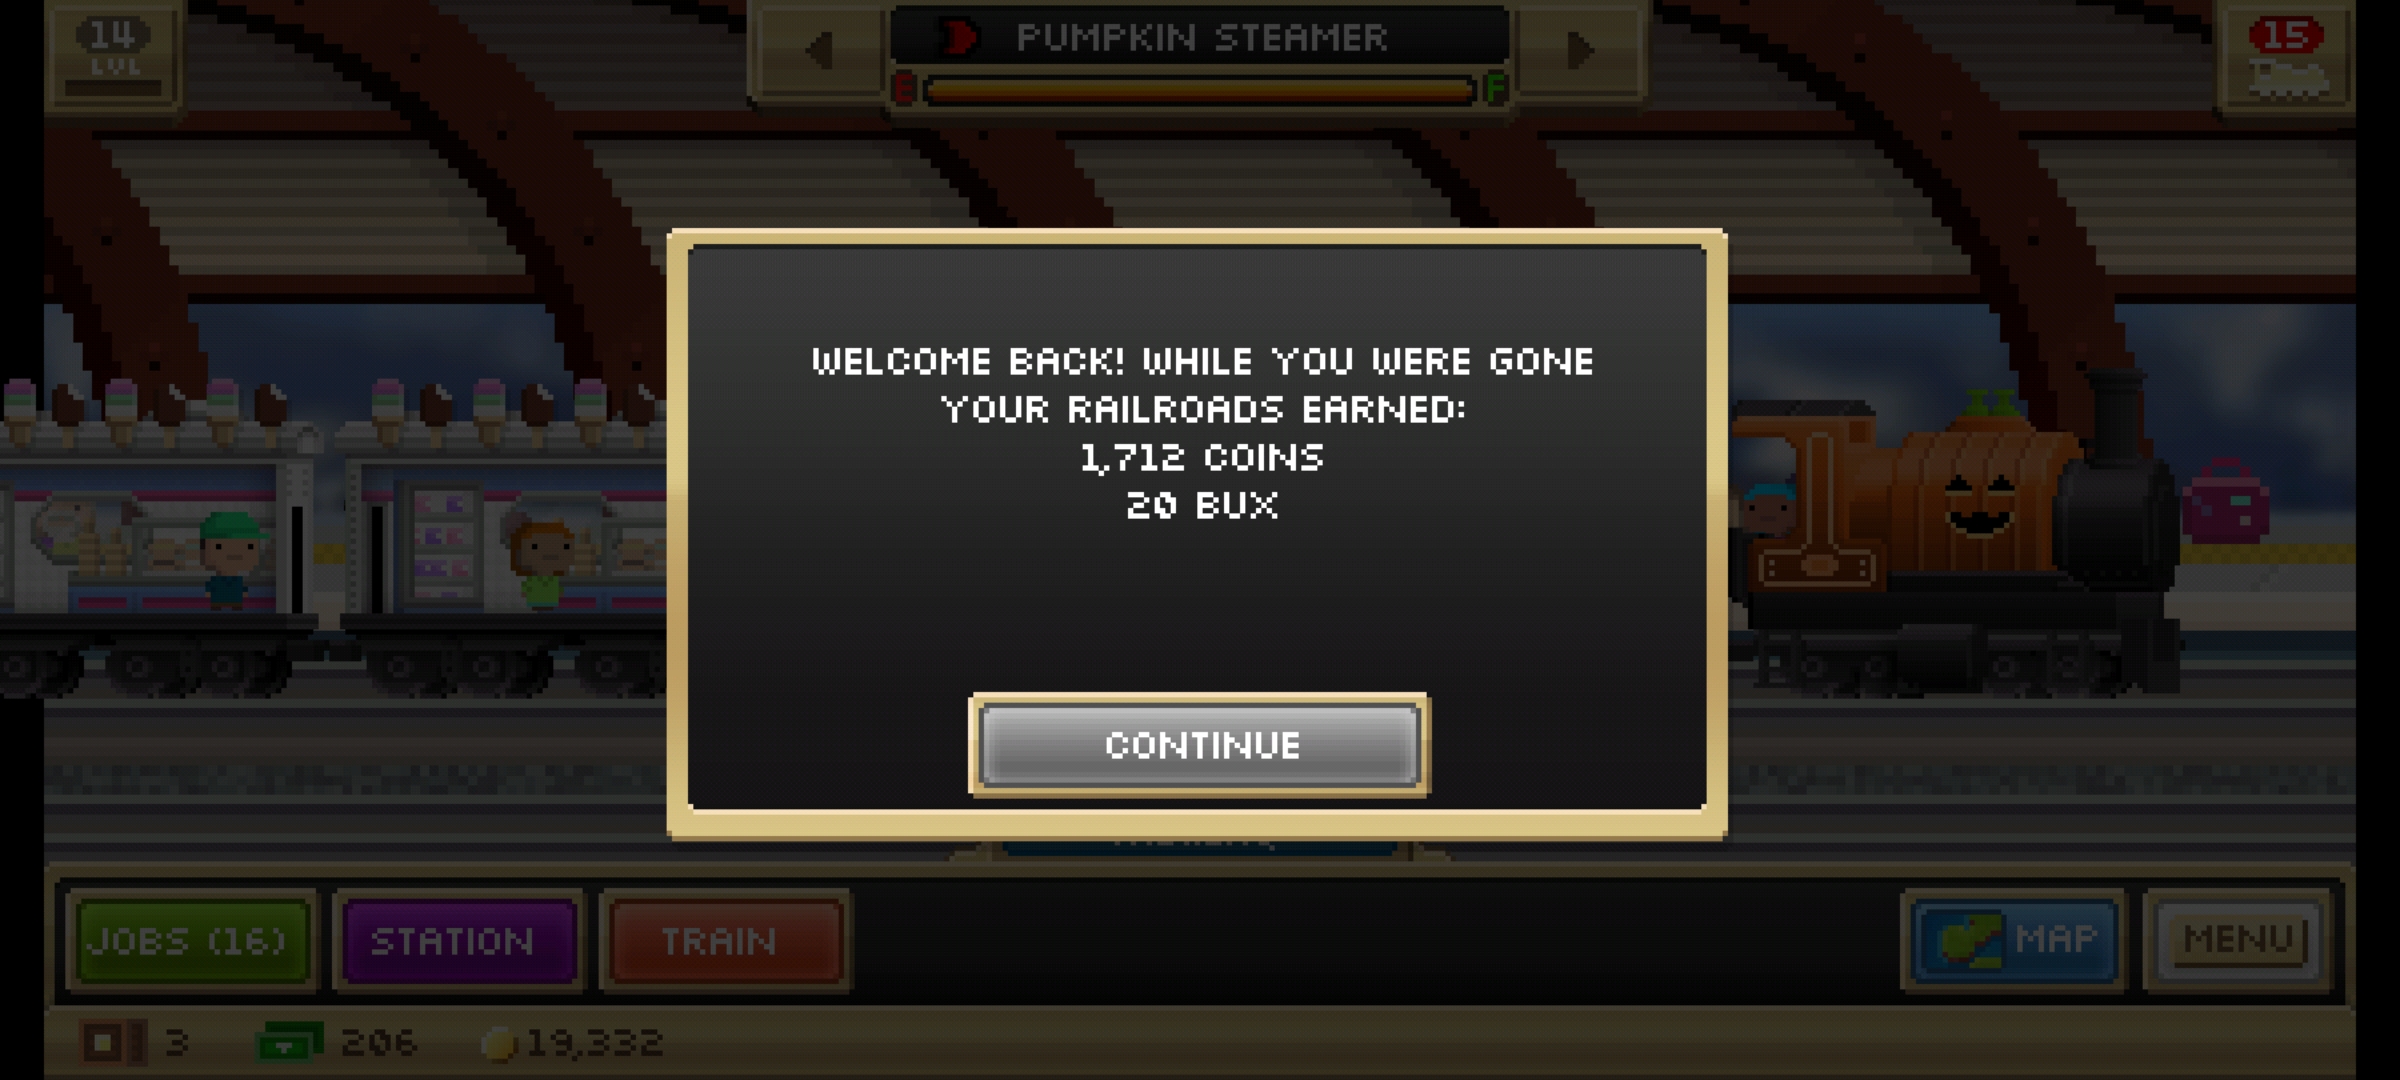 14
LVL
PUMPKIN STEAMER
E F
15
WELCOME BACK! WHILE YOU WERE GONE
YOUR RAILROADS EARNED:
1,712 COINS
20 BUX
CONTINUE
JOBS (16)
STATION
TRAIN
MAP
MENU
3
206
19,332